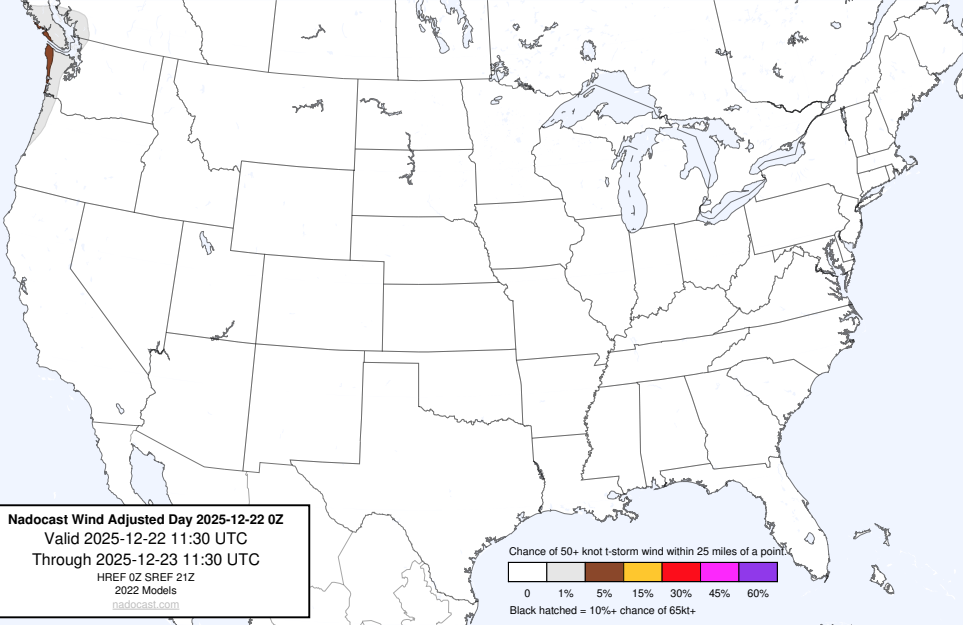 Nadocast Wind Adjusted Day 2025-12-22 0Z
Valid 2025-12-22 11:30 UTC
Through 2025-12-23 11:30 UTC
HREF 0Z SREF 21Z
2022 Models
nadocast.com
Chance of 50+ knot t-storm wind within 25 miles of a point.
0 1% 5% 15% 30% 45% 60%
Black hatched = 10%+ chance of 65kt+